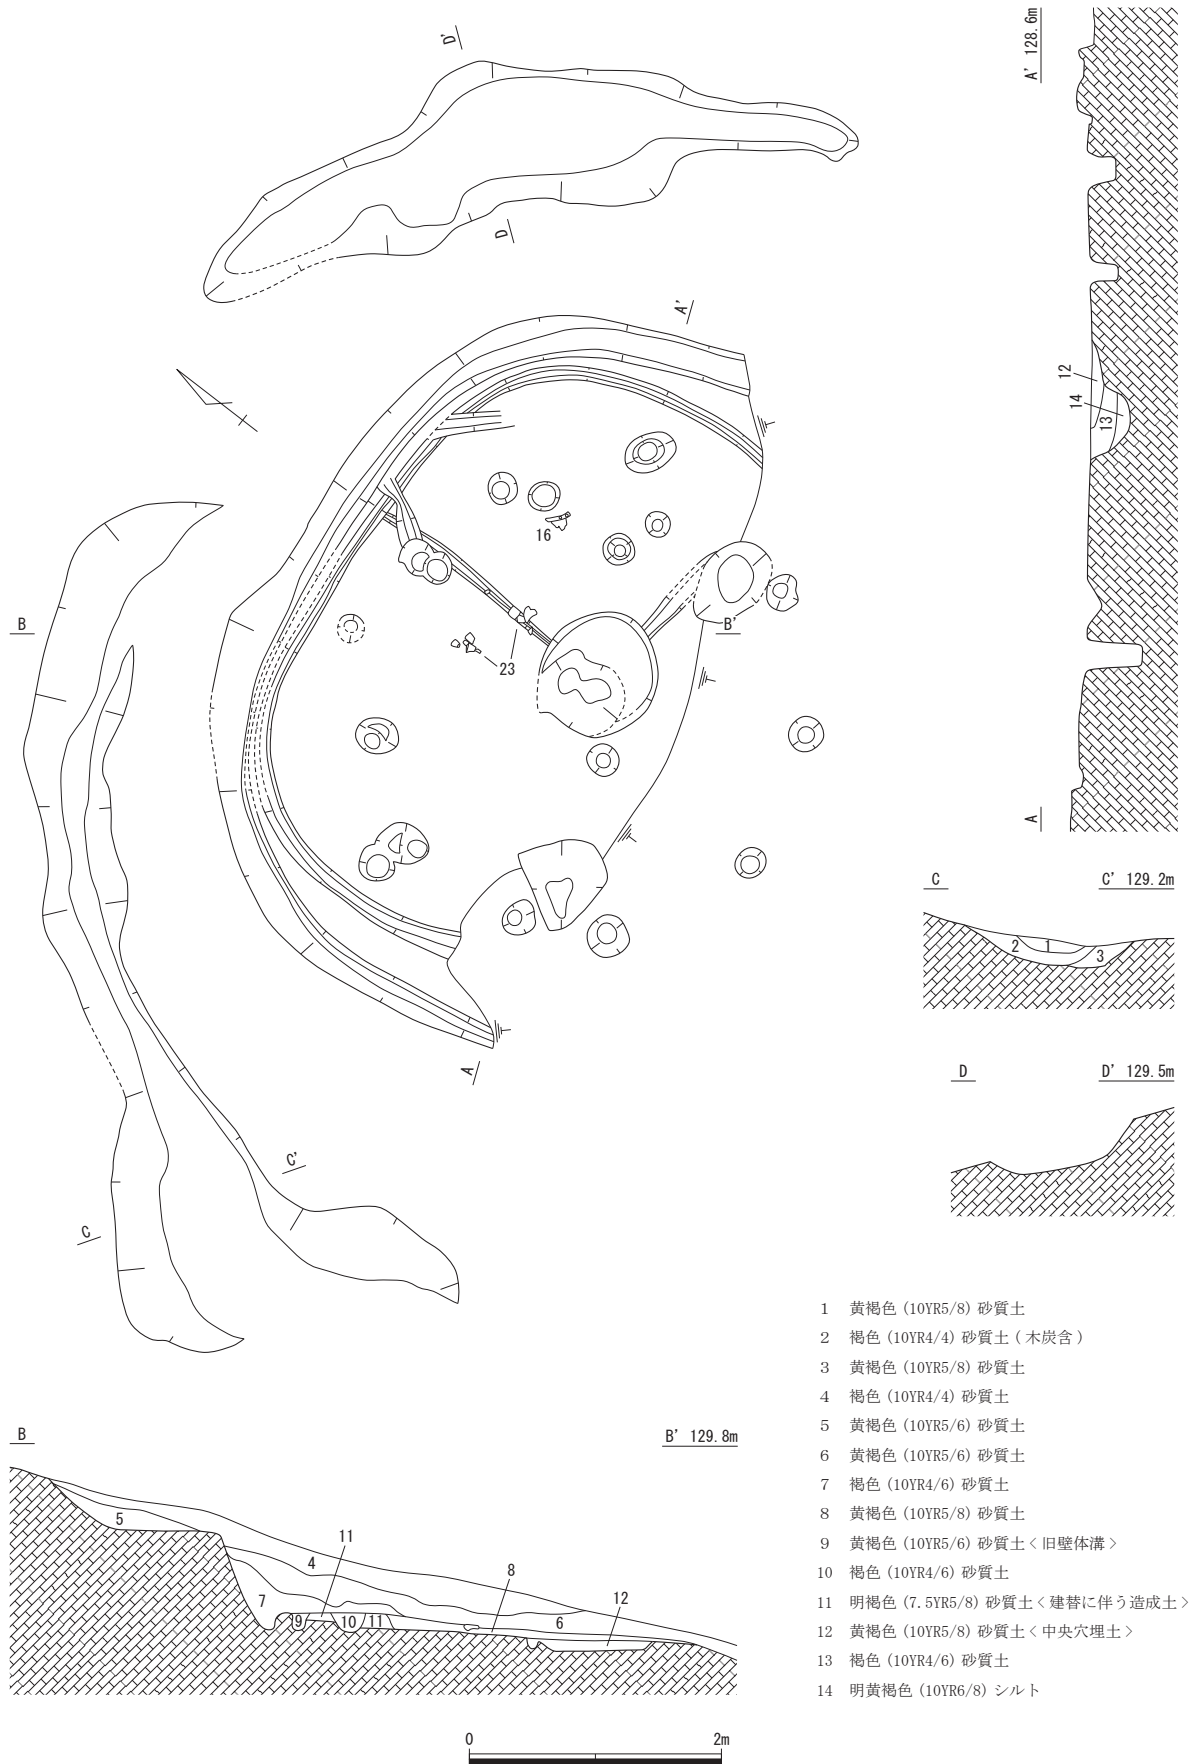 D'
A' 128.6m
D
A'
12
14
13
16
B
B'
23
A
C
C' 129.2m
2
1
3
A
D
D' 129.5m
C'
C
1 黄褐色 (10YR5/8) 砂質土
2 褐色 (10YR4/4) 砂質土 ( 木炭含 )
3 黄褐色 (10YR5/8) 砂質土
4 褐色 (10YR4/4) 砂質土
5 黄褐色 (10YR5/6) 砂質土
6 黄褐色 (10YR5/6) 砂質土
7 褐色 (10YR4/6) 砂質土
8 黄褐色 (10YR5/8) 砂質土
9 黄褐色 (10YR5/6) 砂質土 < 旧壁体溝 >
10 褐色 (10YR4/6) 砂質土
11 明褐色 (7.5YR5/8) 砂質土 < 建替に伴う造成土 >
12 黄褐色 (10YR5/8) 砂質土 < 中央穴埋土 >
13 褐色 (10YR4/6) 砂質土
14 明黄褐色 (10YR6/8) シルト
B
B' 129.8m
5
11
4
8
7
12
9
10
11
6
0
2m